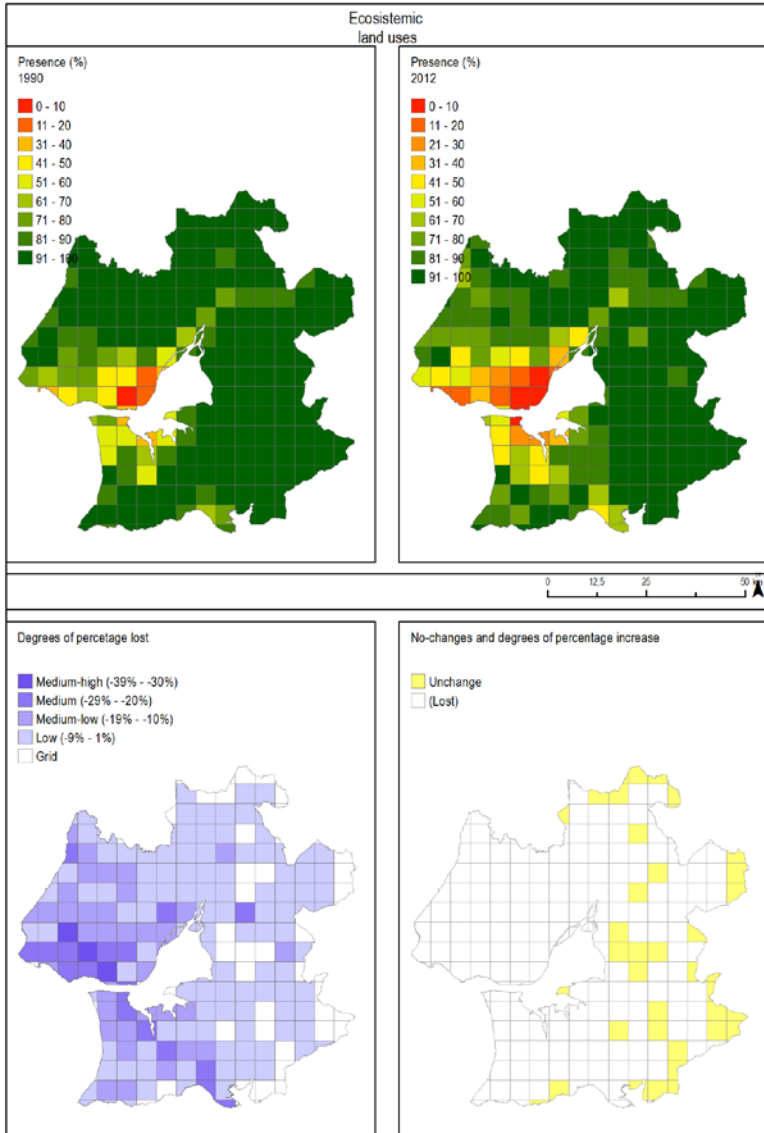 Ecosistemic
land uses
Presence (%)
1990
0 - 10
11 - 20
31 - 40
41 - 50
51 - 60
61 - 70
71 - 80
81 - 90
91 - 100
Presence (%)
2012
0 - 10
11 - 20
21 - 30
31 - 40
41 - 50
51 - 60
61 - 70
71 - 80
81 - 90
91 - 100
0 12.5 25 50 km
Degrees of percetage lost
Medium-high (-39% - -30%)
Medium (-29% - -20%)
Medium-low (-19% - -10%)
Low (-9% - 1%)
Grid
No-changes and degrees of percentage increase
Unchange
(Lost)